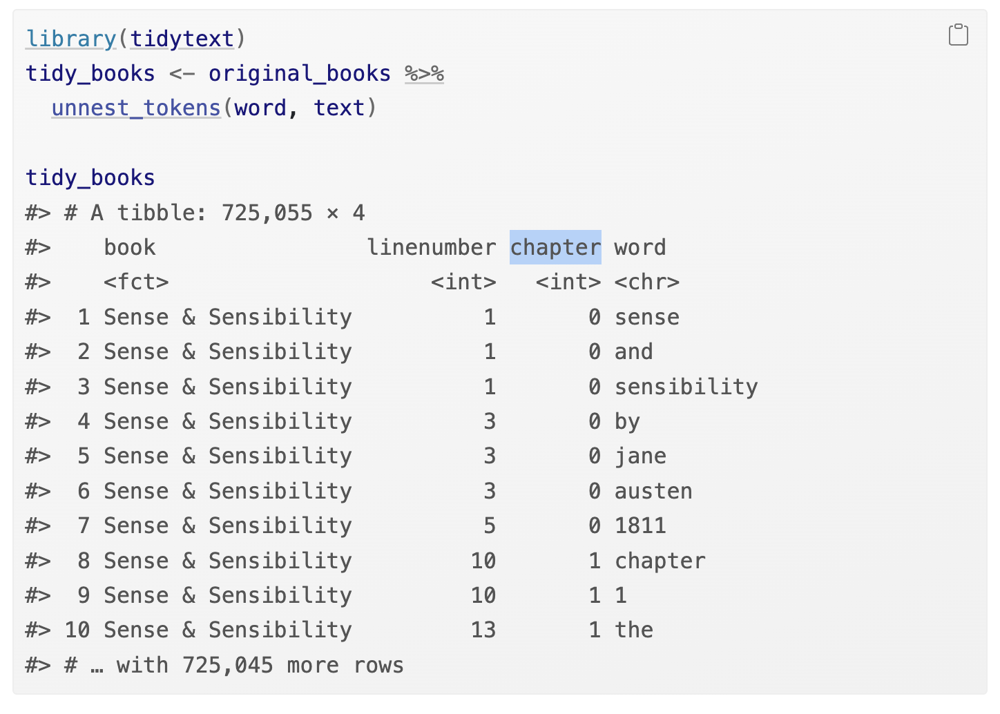 library(tidytext)
tidy_books <- original_books %>%
  unnest_tokens(word, text)

tidy_books
#> # A tibble: 725,055 × 4
#>    book                linenumber chapter word
#>    <fct>                    <int>   <int> <chr>
#>  1 Sense & Sensibility          1       0 sense
#>  2 Sense & Sensibility          1       0 and
#>  3 Sense & Sensibility          1       0 sensibility
#>  4 Sense & Sensibility          3       0 by
#>  5 Sense & Sensibility          3       0 jane
#>  6 Sense & Sensibility          3       0 austen
#>  7 Sense & Sensibility          5       0 1811
#>  8 Sense & Sensibility         10       1 chapter
#>  9 Sense & Sensibility         10       1 1
#> 10 Sense & Sensibility         13       1 the
#> # … with 725,045 more rows